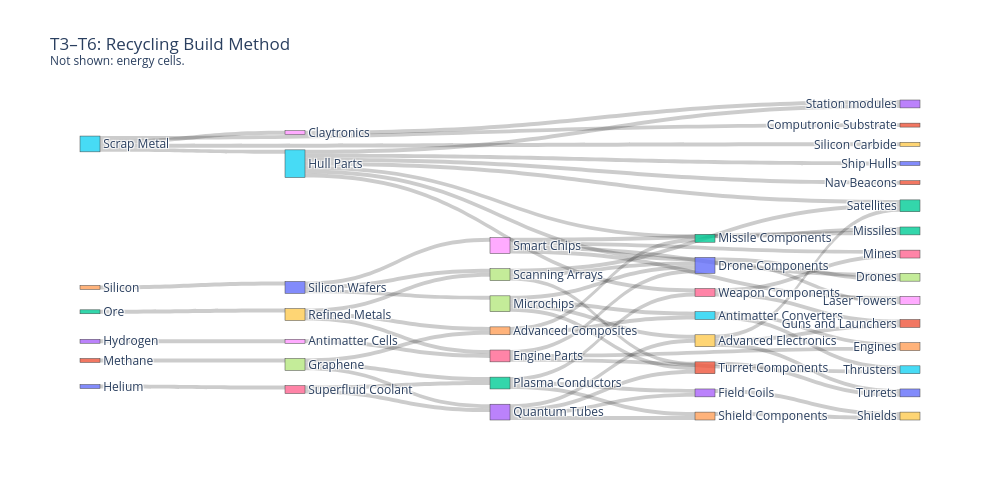 T3–T6: Recycling Build Method
Not shown: energy cells.
Scrap Metal
Silicon
Ore
Hydrogen
Methane
Helium
Claytronics
Hull Parts
Silicon Wafers
Refined Metals
Antimatter Cells
Graphene
Superfluid Coolant
Smart Chips
Scanning Arrays
Microchips
Advanced Composites
Engine Parts
Plasma Conductors
Quantum Tubes
Missile Components
Drone Components
Weapon Components
Antimatter Converters
Advanced Electronics
Turret Components
Field Coils
Shield Components
Station modules
Computronic Substrate
Silicon Carbide
Ship Hulls
Nav Beacons
Satellites
Missiles
Mines
Drones
Laser Towers
Guns and Launchers
Engines
Thrusters
Turrets
Shields